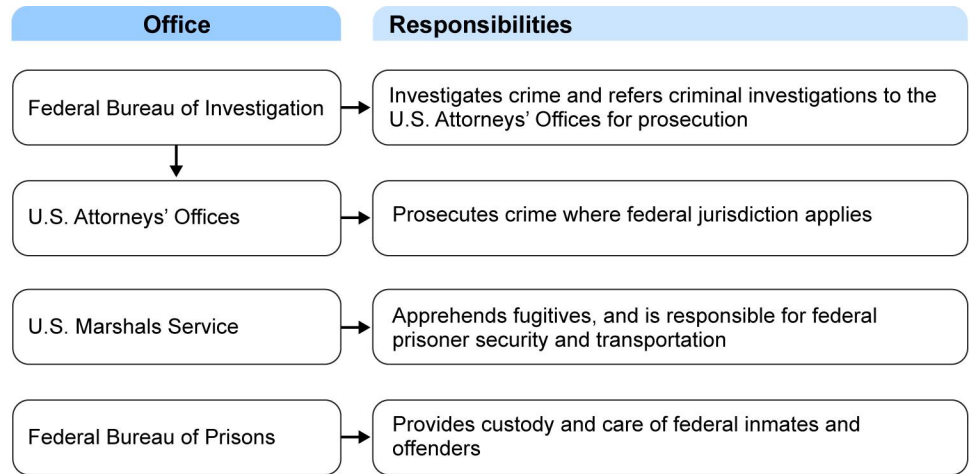 Office
Responsibilities
Federal Bureau of Investigation
Investigates crime and refers criminal investigations to the
U.S. Attorneys’ Offices for prosecution
U.S. Attorneys’ Offices
Prosecutes crime where federal jurisdiction applies
U.S. Marshals Service
Apprehends fugitives, and is responsible for federal
prisoner security and transportation
Federal Bureau of Prisons
Provides custody and care of federal inmates and
offenders